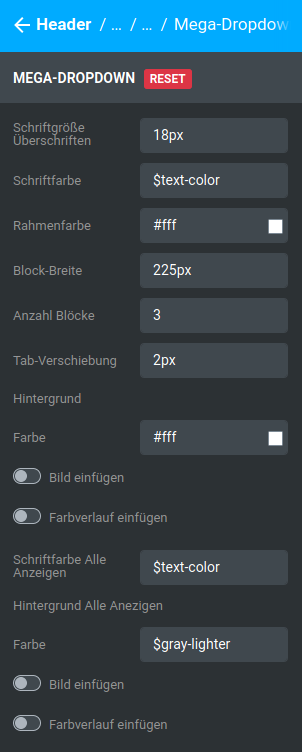 Header / ... / ... / Mega-Dropdow
MEGA-DROPDOWN RESET
Schriftgröße
Überschriften
18px
Schriftfarbe $text-color
Rahmenfarbe #fff
Block-Breite 225px
Anzahl Blöcke 3
Tab-Verschiebung 2px
Hintergrund
Farbe #fff
Bild einfügen
Farbverlauf einfügen
Schriftfarbe Alle
Anzeigen
$text-color
Hintergrund Alle Anezigen
Farbe $gray-lighter
Bild einfügen
Farbverlauf einfügen